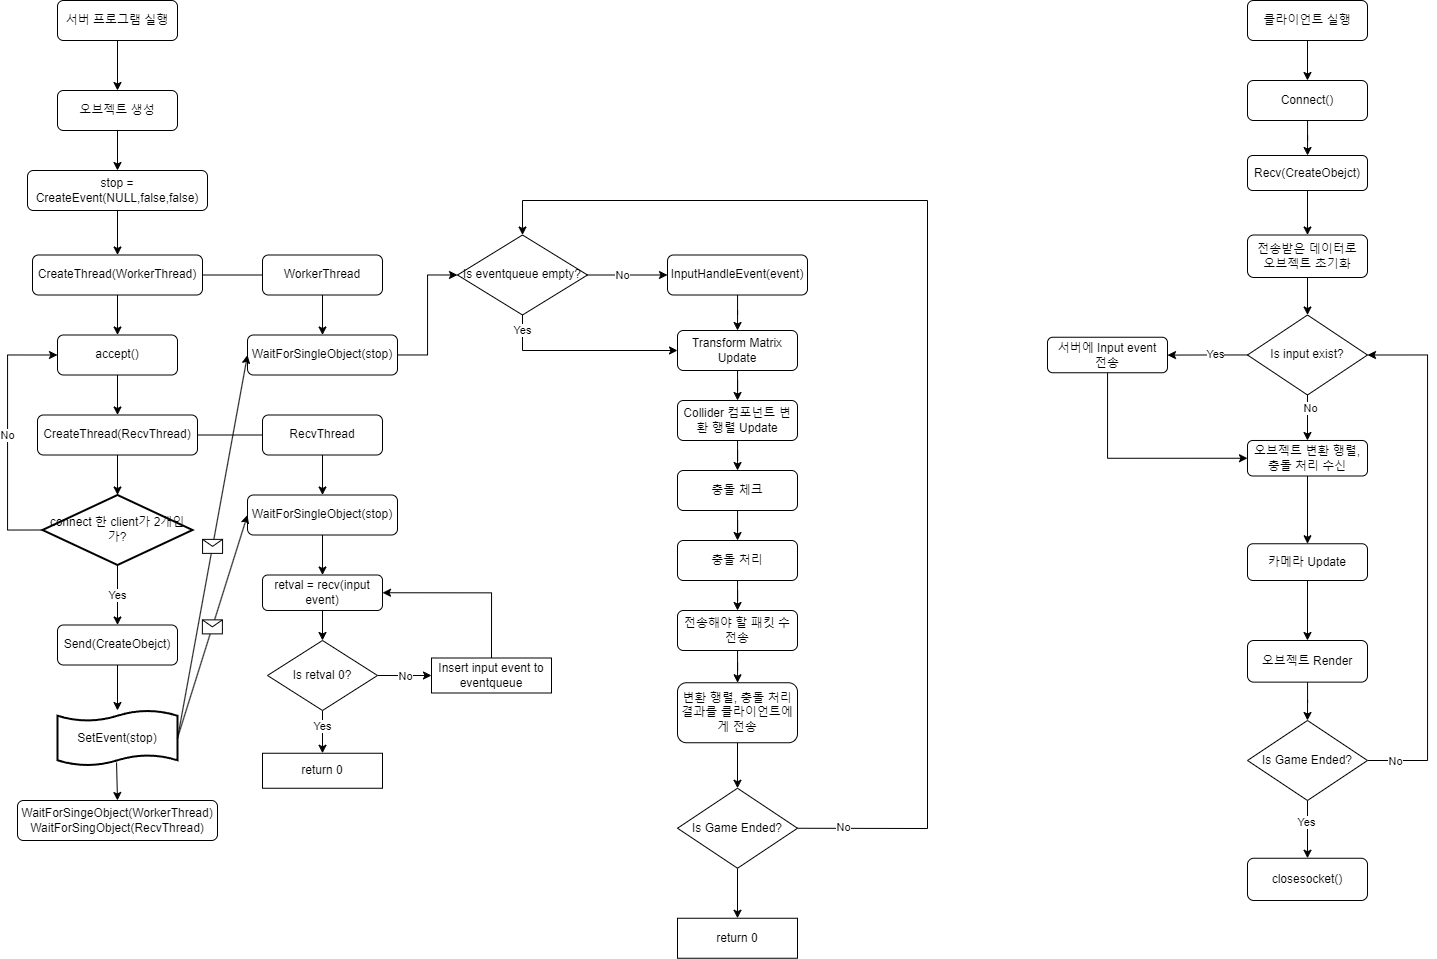 서버 프로그램 실행
오브젝트 생성
stop =
CreateEvent(NULL,false,false)
CreateThread(WorkerThread)
accept()
No
CreateThread(RecvThread)
connect 한 client가 2개인
가?
Yes
Send(CreateObejct)
SetEvent(stop)
WaitForSingeObject(WorkerThread)
WaitForSingObject(RecvThread)
WorkerThread
WaitForSingleObject(stop)
RecvThread
WaitForSingleObject(stop)
retval = recv(input
event)
Is retval 0?
No
Insert input event to
eventqueue
Yes
return 0
Is eventqueue empty?
No
Yes
InputHandleEvent(event)
Transform Matrix
Update
Collider 컴포넌트 변
환 행렬 Update
충돌 체크
충돌 처리
전송해야 할 패킷 수
전송
변환 행렬, 충돌 처리
결과를 클라이언트에
게 전송
Is Game Ended?
No
return 0
클라이언트 실행
Connect()
Recv(CreateObejct)
전송받은 데이터로
오브젝트 초기화
Is input exist?
Yes
서버에 Input event
전송
No
오브젝트 변환 행렬,
충돌 처리 수신
카메라 Update
오브젝트 Render
Is Game Ended?
No
Yes
closesocket()